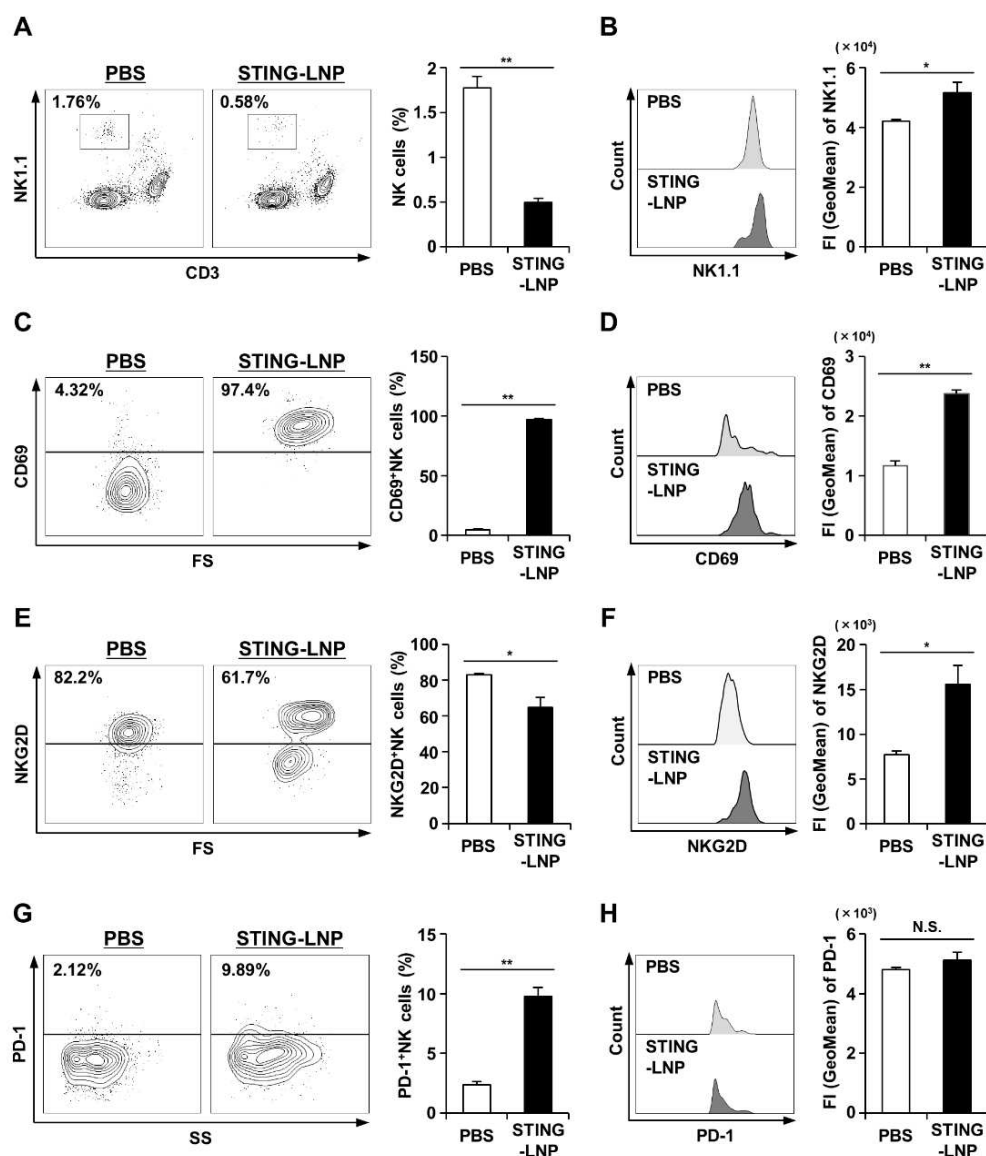 A
PBS
STING-LNP
1.76%
0.58%
NK1.1
CD3
NK cells (%)
2
1.5
1
0.5
0
**
PBS
STING
-LNP
B
PBS
STING
-LNP
Count
NK1.1
(×10⁴)
FI (GeoMean) of NK1.1
6
4
2
0
*
PBS
STING
-LNP
C
PBS
STING-LNP
4.32%
97.4%
CD69
FS
CD69⁺NK cells (%)
150
100
50
0
**
PBS
STING
-LNP
D
PBS
STING
-LNP
Count
CD69
(×10⁴)
FI (GeoMean) of CD69
3
2
1
0
**
PBS
STING
-LNP
E
PBS
STING-LNP
82.2%
61.7%
NKG2D
FS
NKG2D⁺NK cells (%)
100
80
60
40
20
0
*
PBS
STING
-LNP
F
PBS
STING
-LNP
Count
NKG2D
(×10³)
FI (GeoMean) of NKG2D
20
15
10
5
0
*
PBS
STING
-LNP
G
PBS
STING-LNP
2.12%
9.89%
PD-1
SS
PD-1⁺NK cells (%)
15
10
5
0
**
PBS
STING
-LNP
H
PBS
STING
-LNP
Count
PD-1
(×10³)
FI (GeoMean) of PD-1
6
4
2
0
N.S.
PBS
STING
-LNP